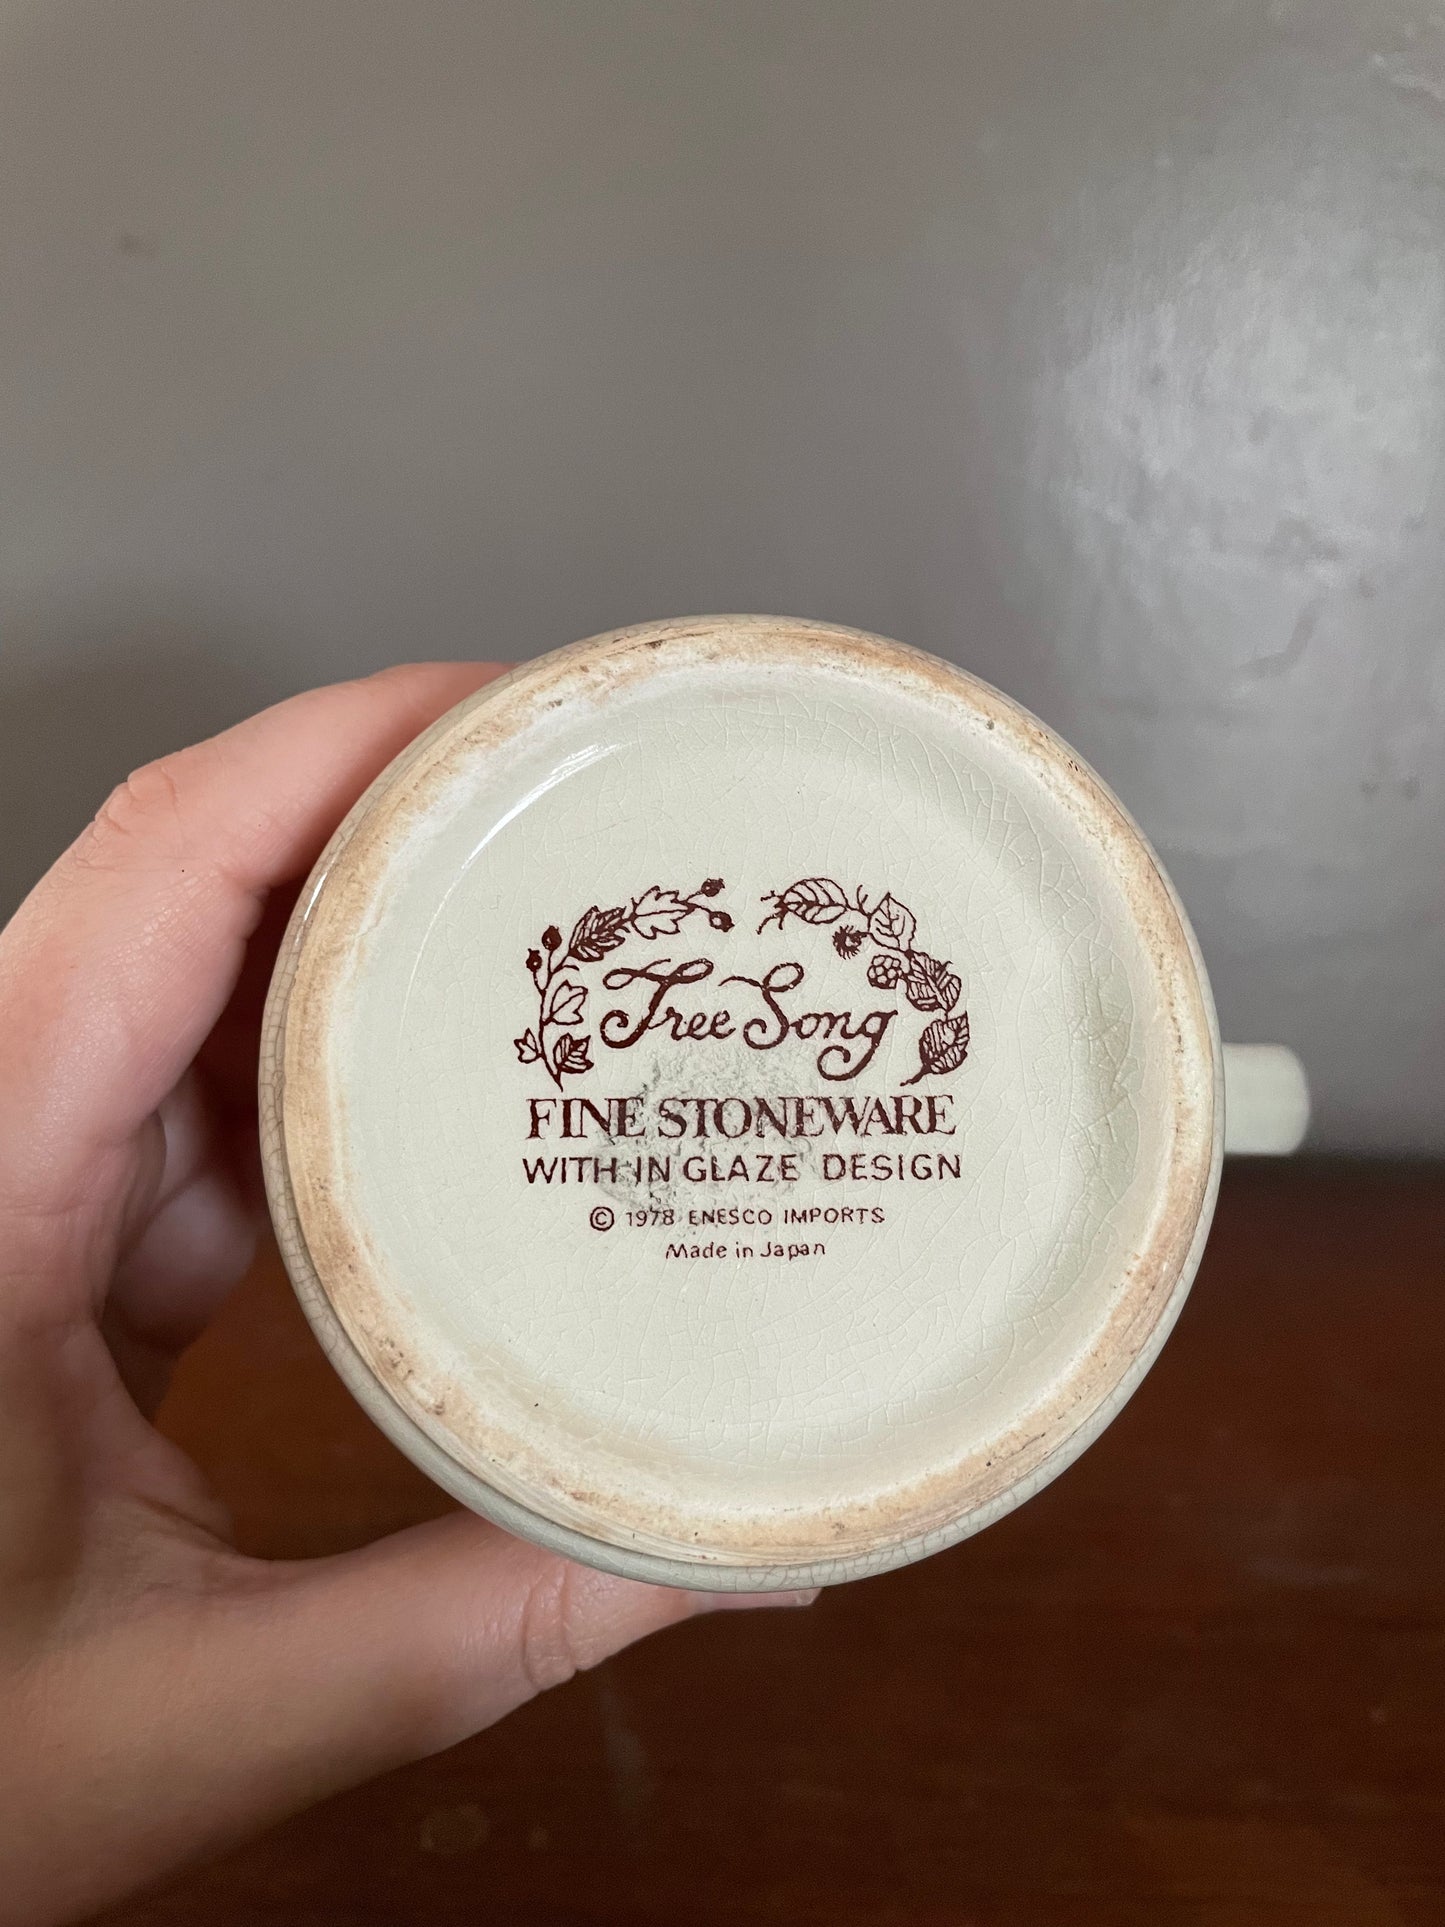 Tree Song
FINE STONEWARE
WITH IN GLAZE DESIGN
© 1978 ENESCO IMPORTS
Made in Japan